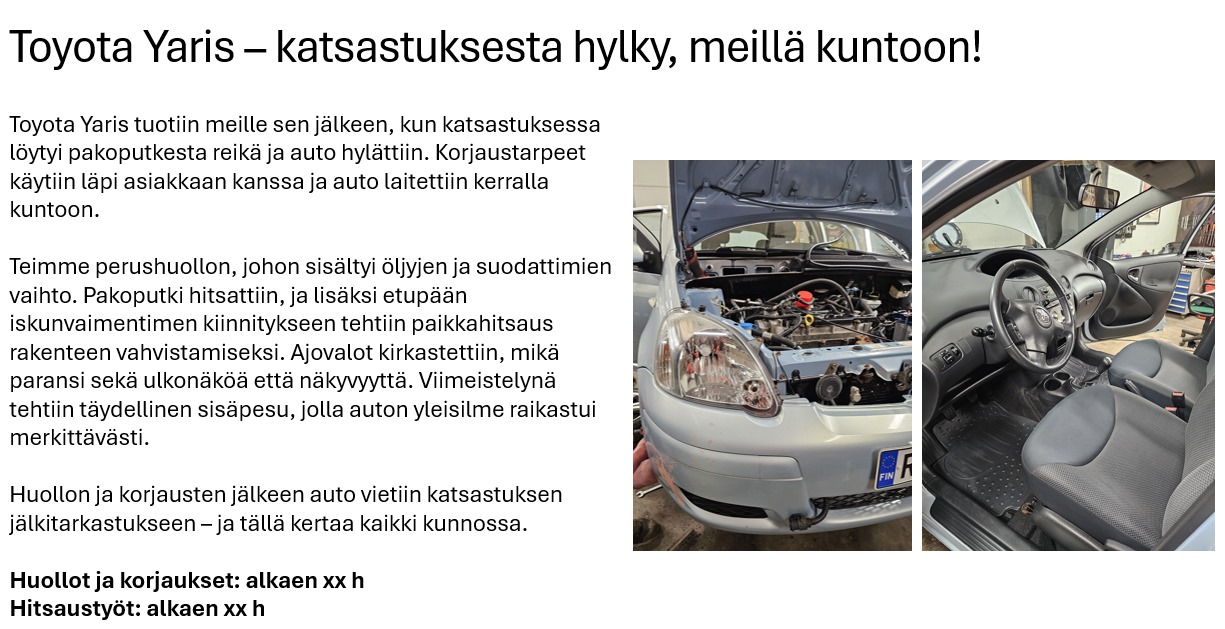 Toyota Yaris – katsastuksesta hylky, meillä kuntoon!
Toyota Yaris tuotiin meille sen jälkeen, kun katsastuksessa
löytyi pakoputkesta reikä ja auto hylättiin. Korjaustarpeet
käytiin läpi asiakkaan kanssa ja auto laitettiin kerralla
kuntoon.
Teimme perushuollon, johon sisältyi öljyjen ja suodattimien
vaihto. Pakoputki hitsattiin, ja lisäksi etupään
iskunvaimentimen kiinnitykseen tehtiin paikkahitsaus
rakenteen vahvistamiseksi. Ajovalot kirkastettiin, mikä
paransi sekä ulkonäköä että näkyvyyttä. Viimeistelynä
tehtiin täydellinen sisäpesu, jolla auton yleisilme raikastui
merkittävästi.
Huollon ja korjausten jälkeen auto vietiin katsastuksen
jälkitarkastukseen – ja tällä kertaa kaikki kunnossa.
Huollot ja korjaukset: alkaen xx h
Hitsaustyöt: alkaen xx h
FIN